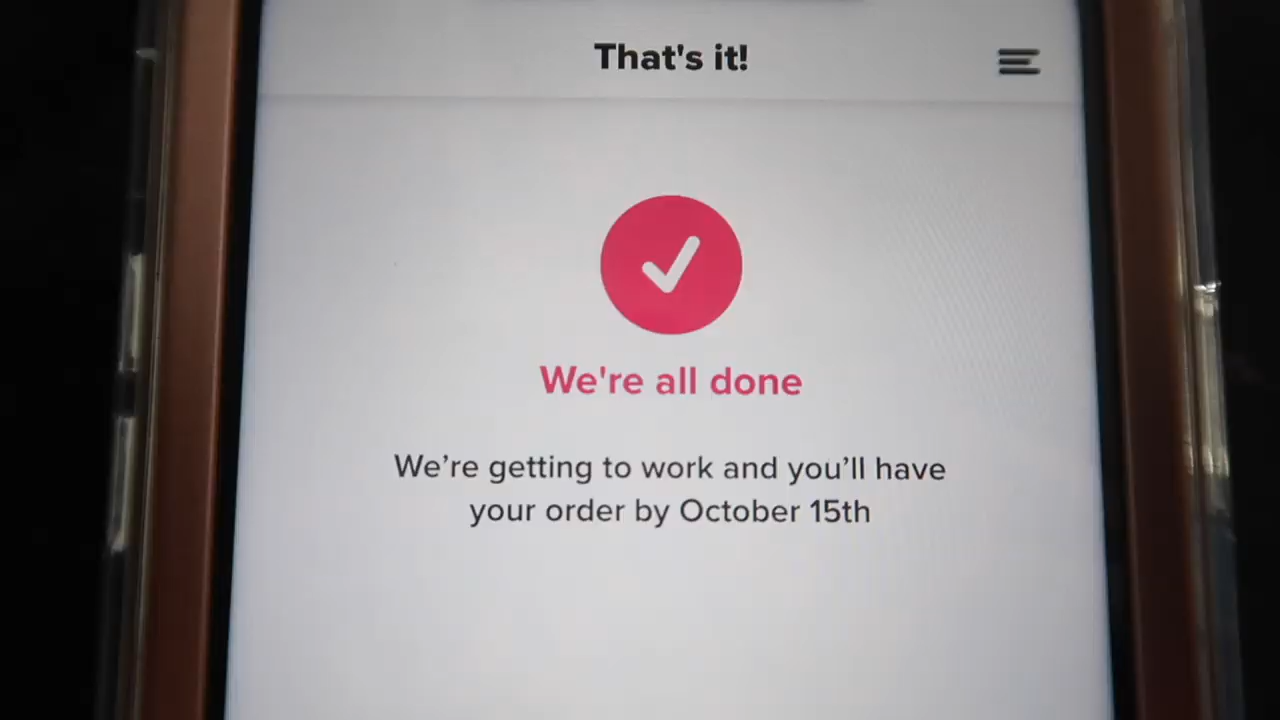 That's it!
We're all done
We’re getting to work and you’ll have
your order by October 15th